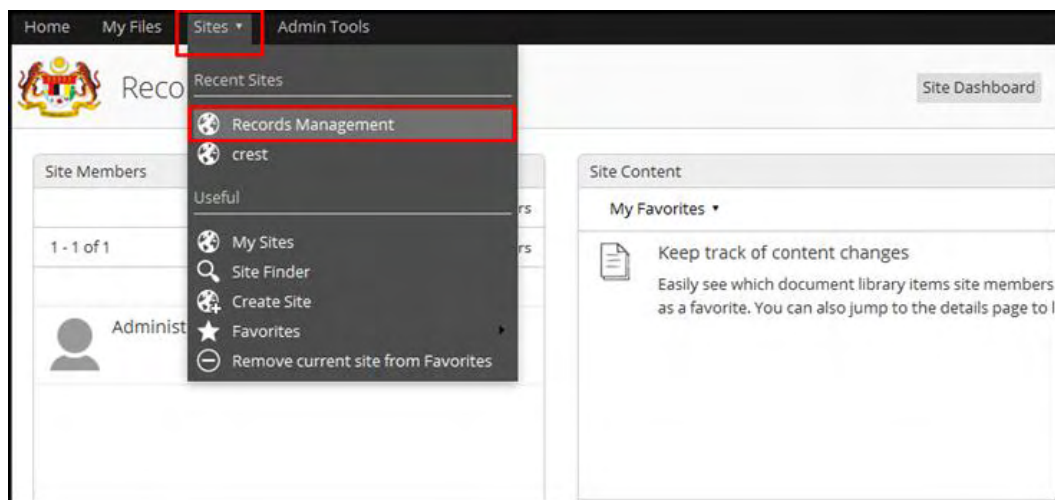 Home My Files Sites Admin Tools
Reco
Site Dashboard
Recent Sites
Records Management
crest
Useful
My Sites
Site Finder
Create Site
Favorites
Remove current site from Favorites
Site Members
rs
1 - 1 of 1
rs
Administ
Site Content
My Favorites
Keep track of content changes
Easily see which document library items site members
as a favorite. You can also jump to the details page to l